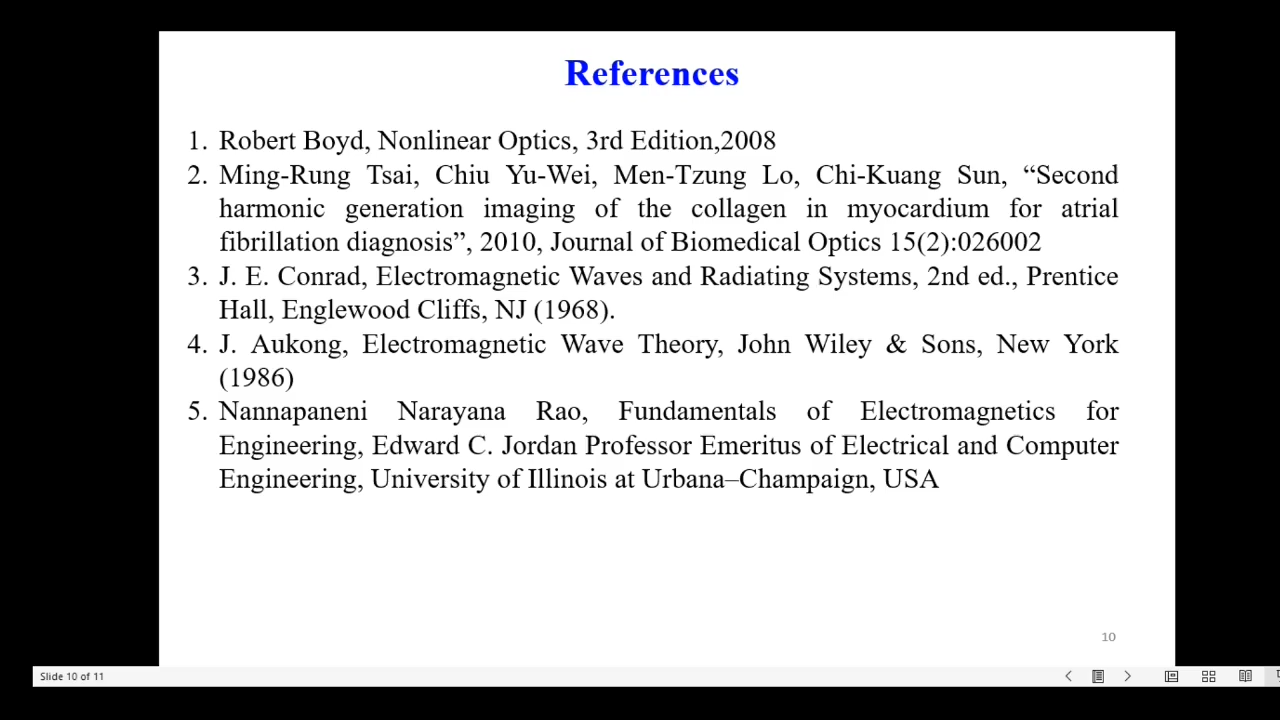 References
1. Robert Boyd, Nonlinear Optics, 3rd Edition,2008
2. Ming-Rung Tsai, Chiu Yu-Wei, Men-Tzung Lo, Chi-Kuang Sun, “Second
harmonic generation imaging of the collagen in myocardium for atrial
fibrillation diagnosis”, 2010, Journal of Biomedical Optics 15(2):026002
3. J. E. Conrad, Electromagnetic Waves and Radiating Systems, 2nd ed., Prentice
Hall, Englewood Cliffs, NJ (1968).
4. J. Aukong, Electromagnetic Wave Theory, John Wiley & Sons, New York
(1986)
5. Nannapaneni Narayana Rao, Fundamentals of Electromagnetics for
Engineering, Edward C. Jordan Professor Emeritus of Electrical and Computer
Engineering, University of Illinois at Urbana–Champaign, USA
10
Slide 10 of 11